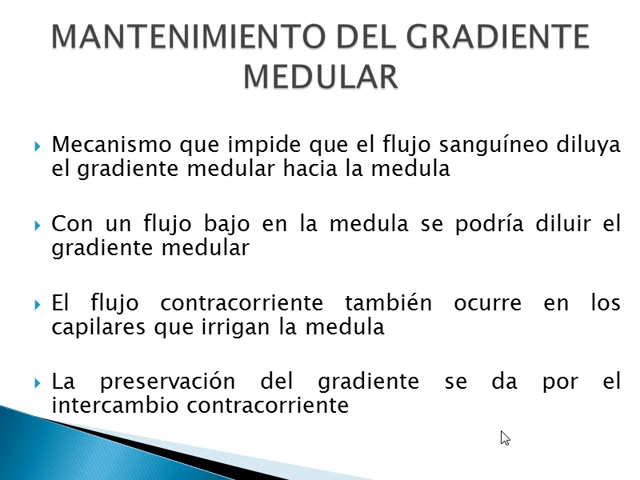 MANTENIMIENTO DEL GRADIENTE
MEDULAR
Mecanismo que impide que el flujo sanguíneo diluya
el gradiente medular hacia la medula
Con un flujo bajo en la medula se podría diluir el
gradiente medular
El flujo contracorriente también ocurre en los
capilares que irrigan la medula
La preservación del gradiente se da por el
intercambio contracorriente